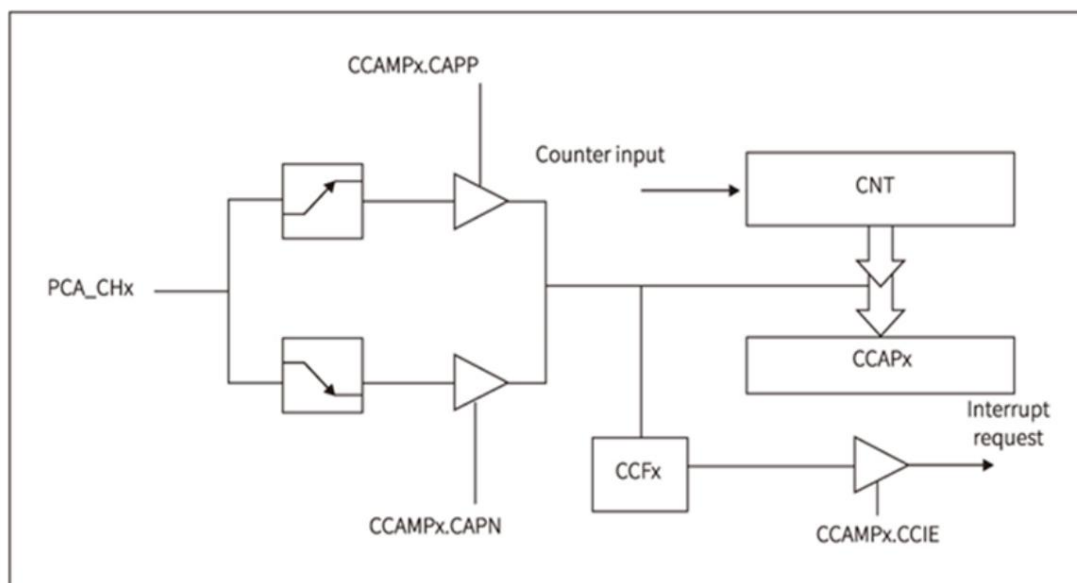 CCAMPx.CAPP
Counter input
CNT
PCA_CHx
CCAPx
Interrupt
request
CCFx
CCAMPx.CAPN
CCAMPx.CCIE